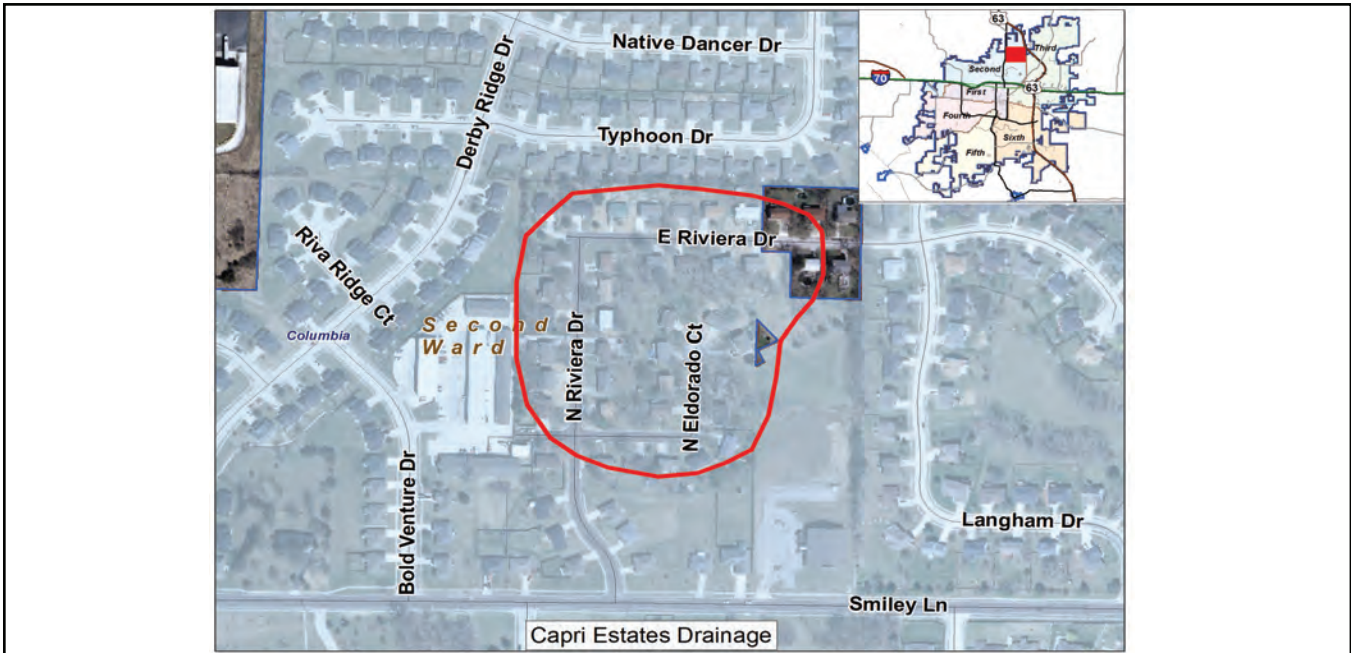 Native Dancer Dr
Derby Ridge Dr
Typhoon Dr
Riva Ridge Ct
E Riviera Dr
Columbia
Second
Ward
N Riviera Dr
N Eldorado Ct
Bold Venture Dr
Langham Dr
Smiley Ln
Capri Estates Drainage
63
Third
Second
70
63
First
Fourth
Sixth
Fifth